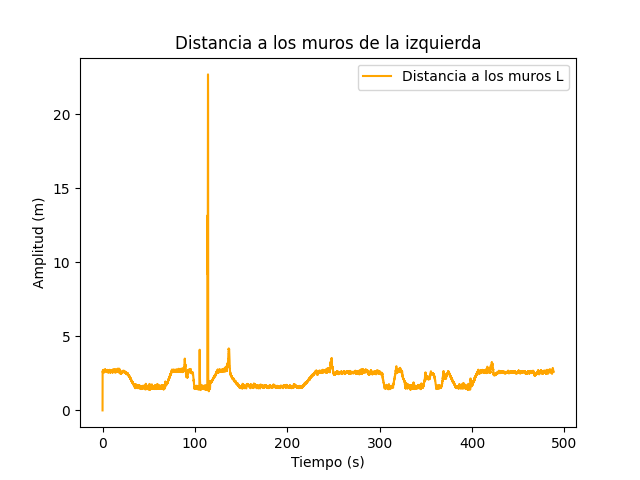 Distancia a los muros de la izquierda
Distancia a los muros L
Amplitud (m)
20
15
10
5
0
0 100 200 300 400 500
Tiempo (s)